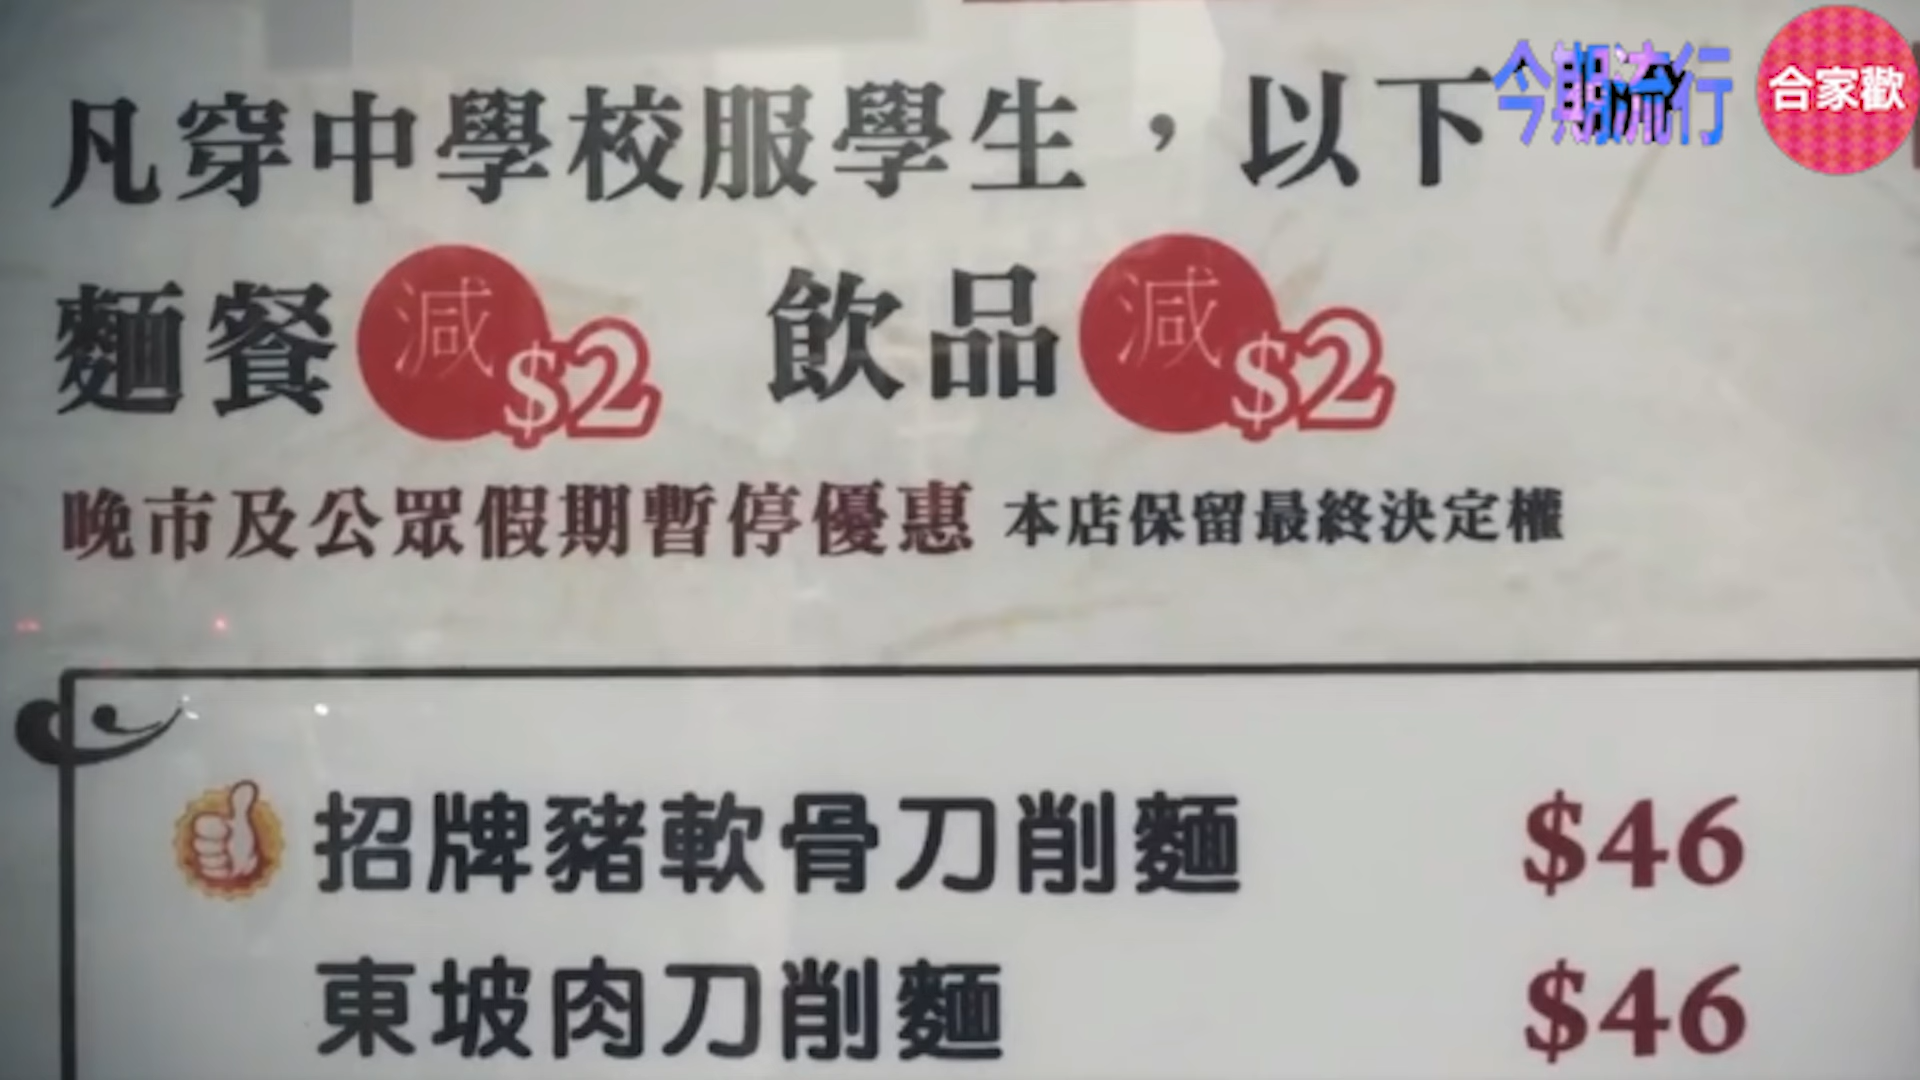 凡穿中學校服學生，以下
今期流行
合家歡
麵餐 減 $2 飲品 減 $2
晚市及公眾假期暫停優惠 本店保留最終決定權
招牌豬軟骨刀削麵 $46
東坡肉刀削麵 $46